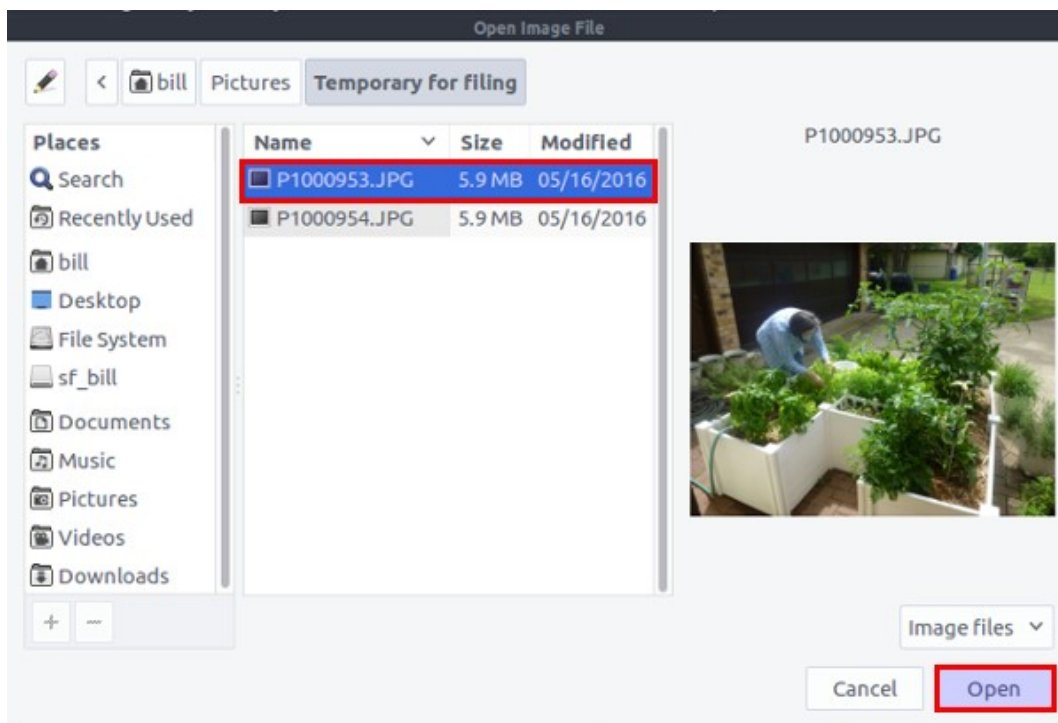 Open Image File
bill Pictures Temporary for filing
Places
Search
Recently Used
bill
Desktop
File System
sf_bill
Documents
Music
Pictures
Videos
Downloads
Name Size Modified
P1000953.JPG 5.9 MB 05/16/2016
P1000954.JPG 5.9 MB 05/16/2016
P1000953.JPG
Image files
Cancel Open